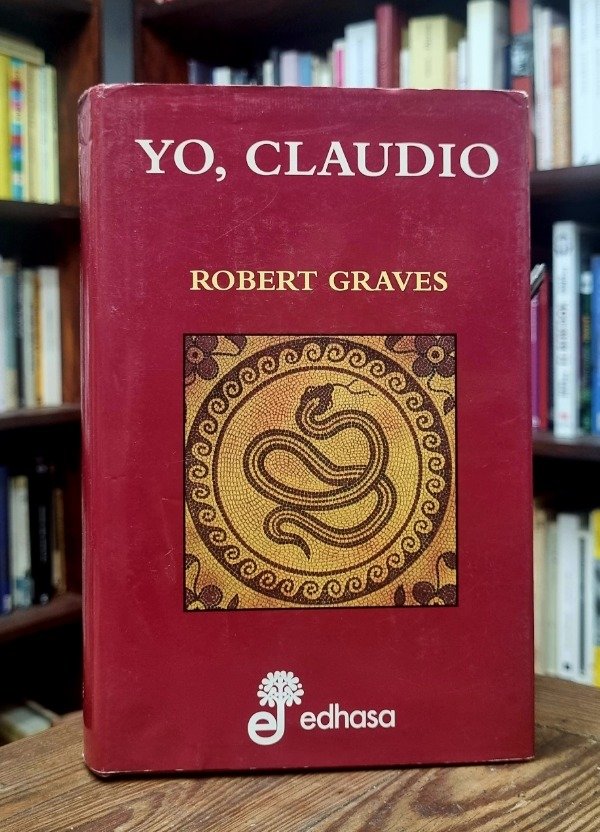 YO, CLAUDIO
ROBERT GRAVES
edhasa